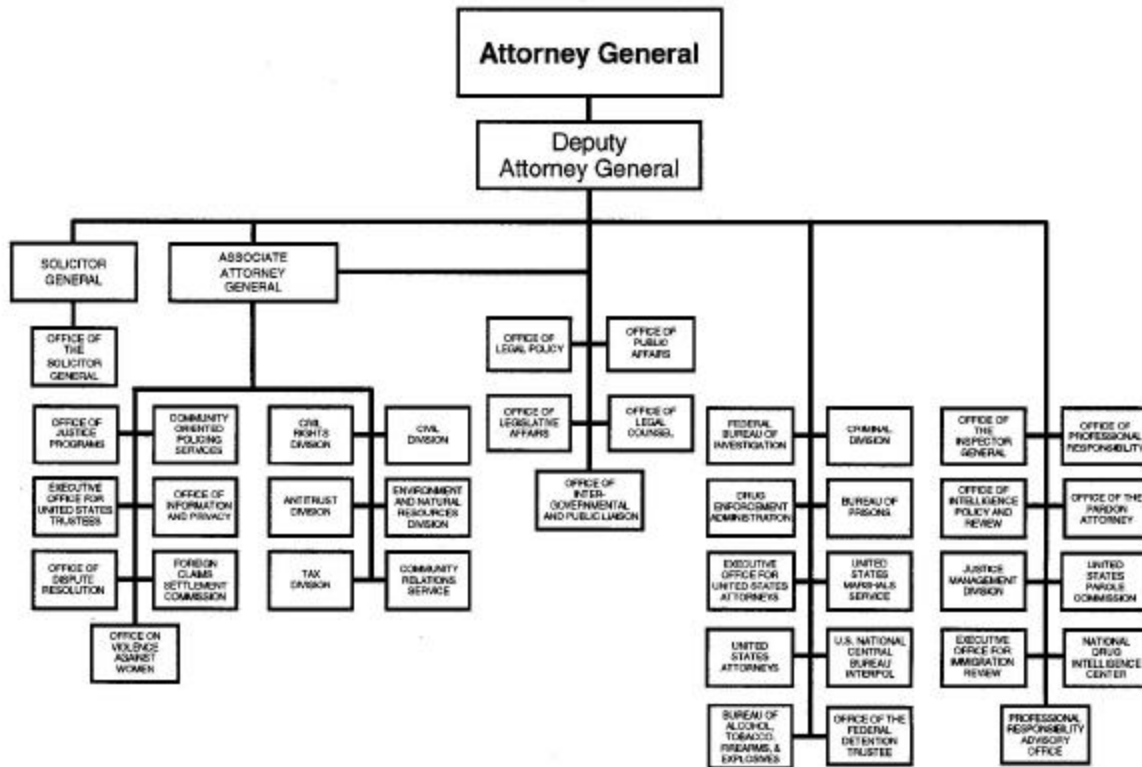 Attorney General
Deputy
Attorney General
SOLICITOR
GENERAL
ASSOCIATE
ATTORNEY
GENERAL
OFFICE OF
THE
SOLICITOR
GENERAL
OFFICE OF
LEGAL POLICY
OFFICE OF
PUBLIC
AFFAIRS
OFFICE OF
LEGISLATIVE
AFFAIRS
OFFICE OF
LEGAL
COUNSEL
OFFICE OF
INTER-
GOVERNMENTAL
AND PUBLIC LIAISON
OFFICE OF
JUSTICE
PROGRAMS
COMMUNITY
ORIENTED
POLICING
SERVICES
EXECUTIVE
OFFICE FOR
UNITED STATES
TRUSTEES
OFFICE OF
INFORMATION
AND PRIVACY
OFFICE OF
DISPUTE
RESOLUTION
FOREIGN
CLAIMS
SETTLEMENT
COMMISSION
OFFICE ON
VIOLENCE
AGAINST
WOMEN
CIVIL
RIGHTS
DIVISION
CIVIL
DIVISION
ANTITRUST
DIVISION
ENVIRONMENT
AND NATURAL
RESOURCES
DIVISION
TAX
DIVISION
COMMUNITY
RELATIONS
SERVICE
FEDERAL
BUREAU OF
INVESTIGATION
CRIMINAL
DIVISION
DRUG
ENFORCEMENT
ADMINISTRATION
BUREAU OF
PRISONS
EXECUTIVE
OFFICE FOR
UNITED STATES
ATTORNEYS
UNITED
STATES
MARSHALS
SERVICE
UNITED
STATES
ATTORNEYS
U.S. NATIONAL
CENTRAL
BUREAU
INTERPOL
BUREAU OF
ALCOHOL,
TOBACCO,
FIREARMS, &
EXPLOSIVES
OFFICE OF THE
FEDERAL
DETENTION
TRUSTEE
OFFICE OF
THE
INSPECTOR
GENERAL
OFFICE OF
PROFESSIONAL
RESPONSIBILITY
OFFICE OF
INTELLIGENCE
POLICY AND
REVIEW
OFFICE OF THE
PARDON
ATTORNEY
JUSTICE
MANAGEMENT
DIVISION
UNITED
STATES
PAROLE
COMMISSION
EXECUTIVE
OFFICE FOR
IMMIGRATION
REVIEW
NATIONAL
DRUG
INTELLIGENCE
CENTER
PROFESSIONAL
RESPONSIBILITY
ADVISORY
OFFICE